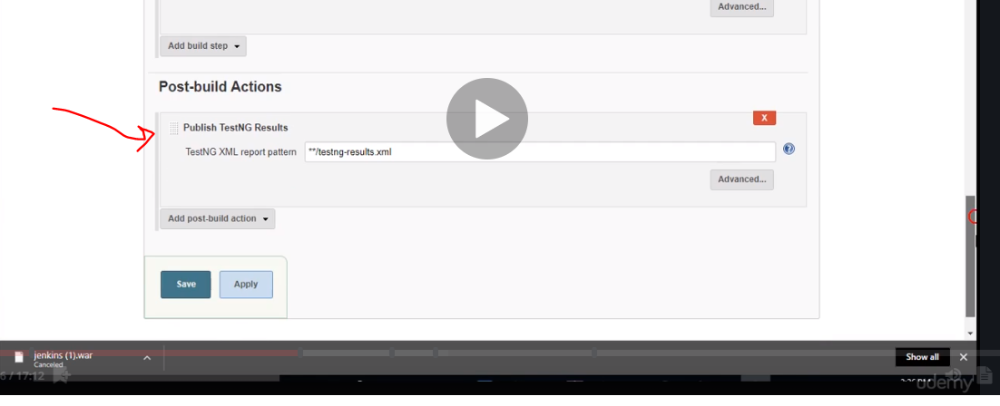 Advanced...
Add build step
Post-build Actions
X
Publish TestNG Results
TestNG XML report pattern
**/testng-results.xml
?
Advanced...
Add post-build action
Save
Apply
jenkins (1).war
Canceled
Show all
6 / 17:12
udemy